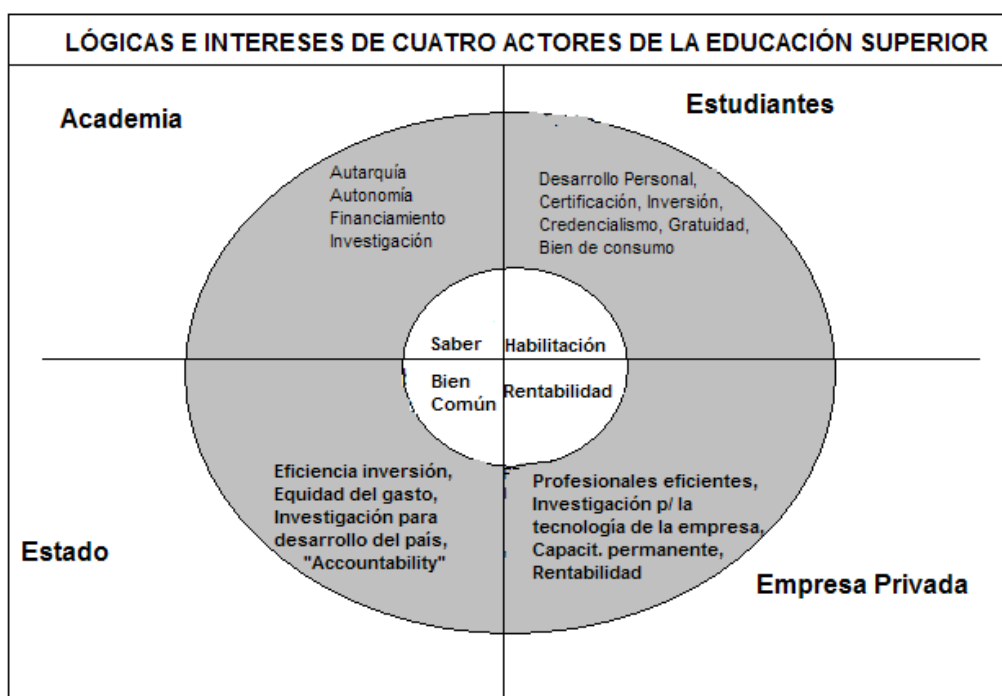 LÓGICAS E INTERESES DE CUATRO ACTORES DE LA EDUCACIÓN SUPERIOR
Academia
Autarquía
Autonomía
Financiamiento
Investigación
Estudiantes
Desarrollo Personal,
Certificación, Inversión,
Credencialismo, Gratuidad,
Bien de consumo
Saber
Habilitación
Bien
Común
Rentabilidad
Estado
Eficiencia inversión,
Equidad del gasto,
Investigación para
desarrollo del país,
"Accountability"
Profesionales eficientes,
Investigación p/ la
tecnología de la empresa,
Capacit. permanente,
Rentabilidad
Empresa Privada